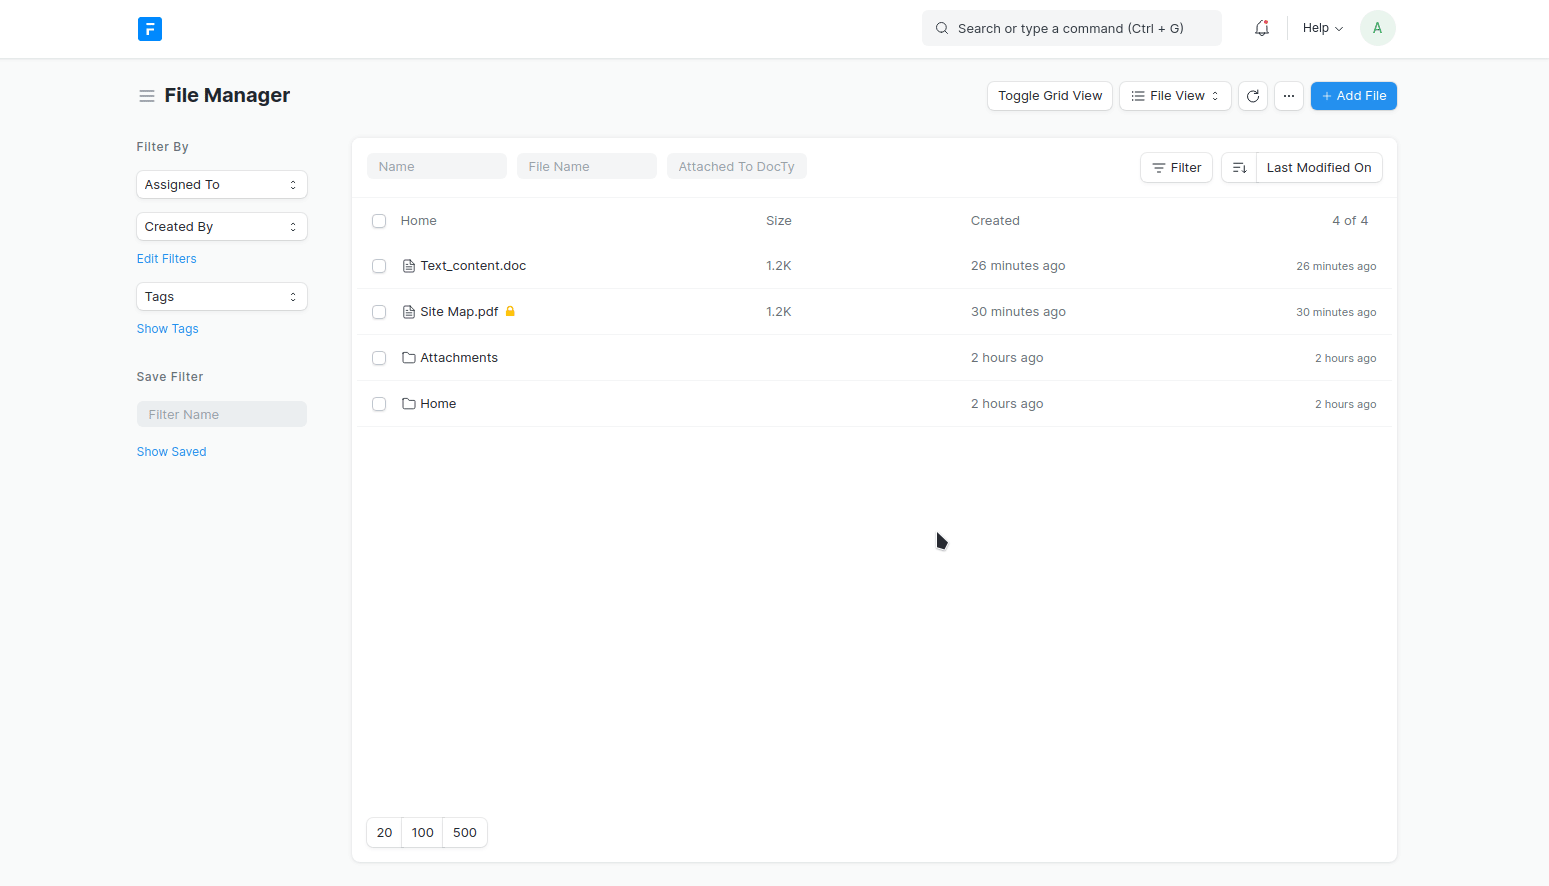 F
Search or type a command (Ctrl + G)
Help
A
File Manager
Toggle Grid View
File View
...
+ Add File
Filter By
Assigned To
Created By
Edit Filters
Tags
Show Tags
Save Filter
Filter Name
Show Saved
Name
File Name
Attached To DocTy
Filter
Last Modified On
Home Size Created 4 of 4
Text_content.doc 1.2K 26 minutes ago 26 minutes ago
Site Map.pdf 1.2K 30 minutes ago 30 minutes ago
Attachments 2 hours ago 2 hours ago
Home 2 hours ago 2 hours ago
20 100 500